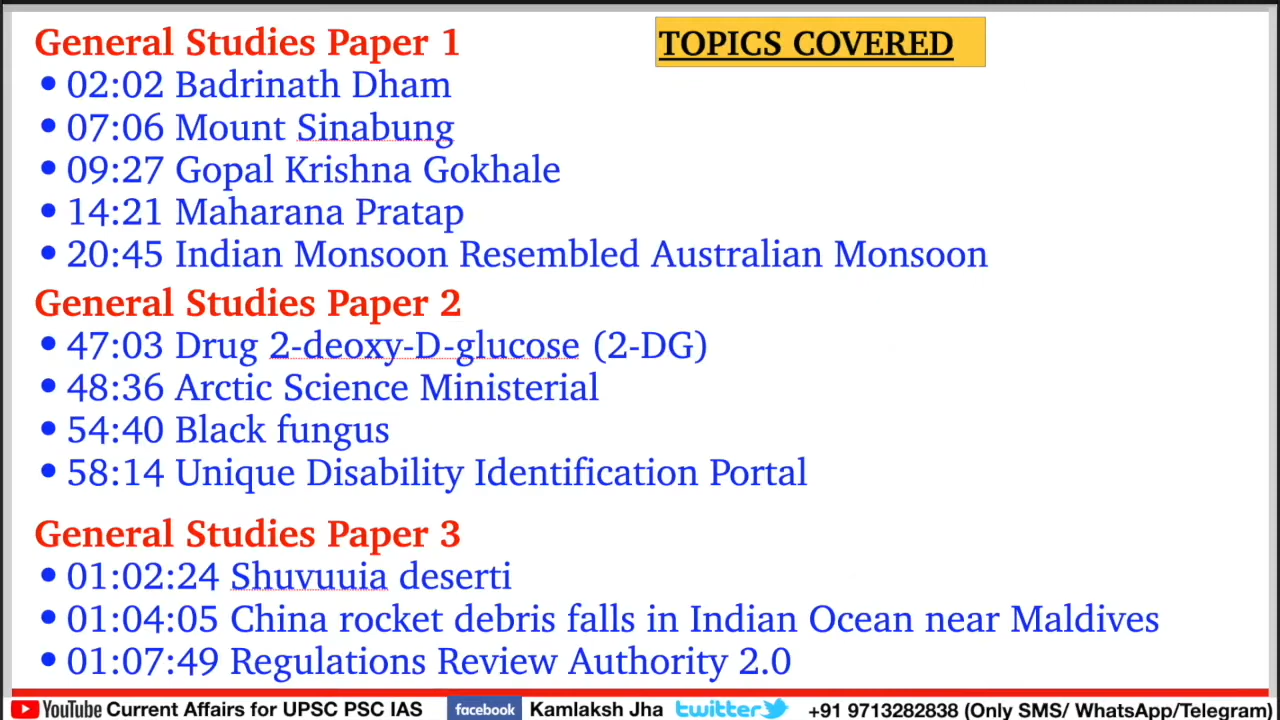 General Studies Paper 1
TOPICS COVERED
• 02:02 Badrinath Dham
• 07:06 Mount Sinabung
• 09:27 Gopal Krishna Gokhale
• 14:21 Maharana Pratap
• 20:45 Indian Monsoon Resembled Australian Monsoon
General Studies Paper 2
• 47:03 Drug 2-deoxy-D-glucose (2-DG)
• 48:36 Arctic Science Ministerial
• 54:40 Black fungus
• 58:14 Unique Disability Identification Portal
General Studies Paper 3
• 01:02:24 Shuvuuia deserti
• 01:04:05 China rocket debris falls in Indian Ocean near Maldives
• 01:07:49 Regulations Review Authority 2.0
YouTube Current Affairs for UPSC PSC IAS facebook Kamlaksh Jha twitter +91 9713282838 (Only SMS/ WhatsApp/Telegram)